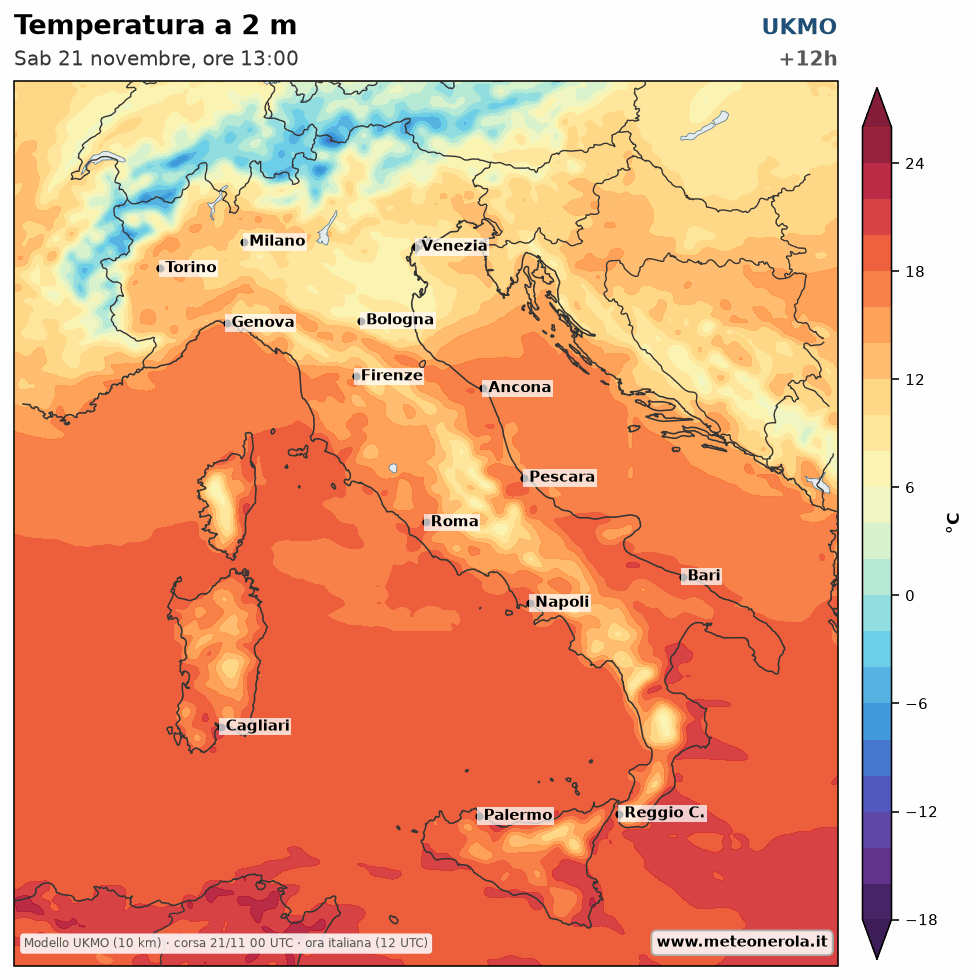 Temperatura a 2 m
UKMO
Sab 21 novembre, ore 13:00
+12h
Milano
Venezia
Torino
Genova
Bologna
Firenze
Ancona
Pescara
Roma
Bari
Napoli
Cagliari
Palermo
Reggio C.
24
18
12
6
0
−6
−12
−18
°C
Modello UKMO (10 km) · corsa 21/11 00 UTC · ora italiana (12 UTC)
www.meteonerola.it